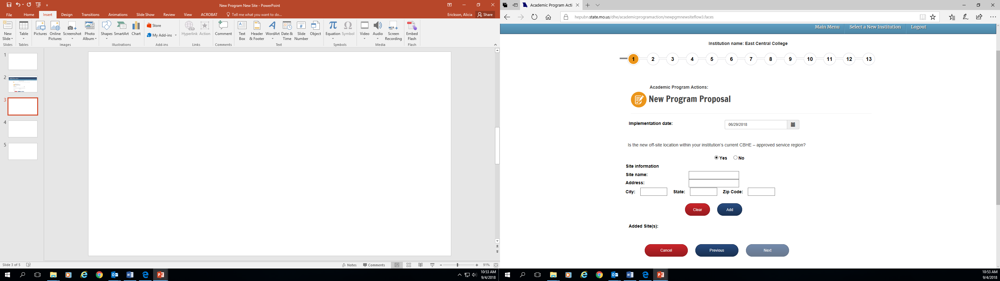 New Program New Site - PowerPoint
File Home Insert Design Transitions Animations Slide Show Review View ACROBAT Tell me what you want to do... Erickson, Alicia Share
New Slide
Table
Pictures
Online Pictures
Screenshot
Photo Album
Shapes
SmartArt
Chart
Store
My Add-ins
Hyperlink
Action
Comment
Text Box
Header & Footer
WordArt
Date & Time
Slide Number
Object
Equation
Symbol
Video
Audio
Screen Recording
Embed Flash
Slides Tables Images Illustrations Add-ins Links Comments Text Symbols Media Flash
1
2
3
4
5
Slide 3 of 5 Notes Comments 91%
10:53 AM
9/4/2018
Academic Program Acti
hepubn.state.mo.us/dhe/academicprogramaction/newpgmnewsiteflow3.faces
Main Menu Select a New Institution Logout
Institution name: East Central College
1 2 3 4 5 6 7 8 9 10 11 12 13
Academic Program Actions:
New Program Proposal
Implementation date: 06/29/2018
Is the new off-site location within your institution's current CBHE – approved service region?
Yes No
Site information
Site name:
Address:
City: State: Zip Code:
Clear Add
Added Site(s):
Cancel Previous Next
10:53 AM
9/4/2018